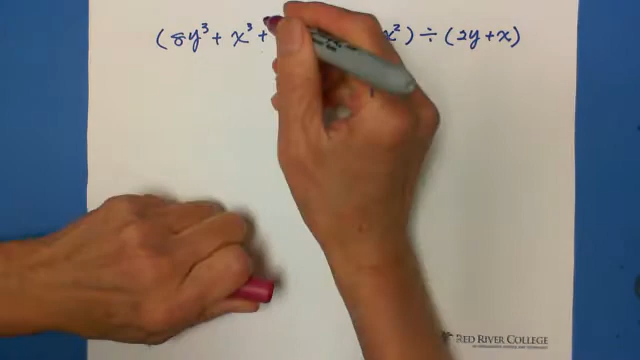 (8y³ + x³ + x²) ÷ (2y + x)
RED RIVER COLLEGE